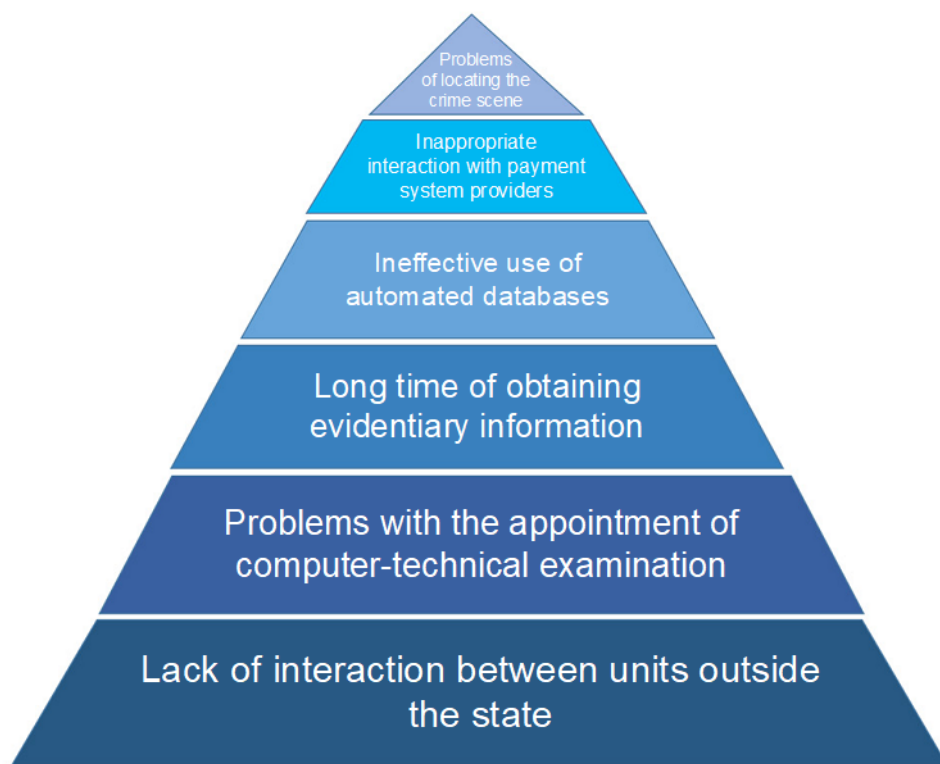 Problems
of locating the
crime scene
Inappropriate
interaction with payment
system providers
Ineffective use of
automated databases
Long time of obtaining
evidentiary information
Problems with the appointment of
computer-technical examination
Lack of interaction between units outside
the state